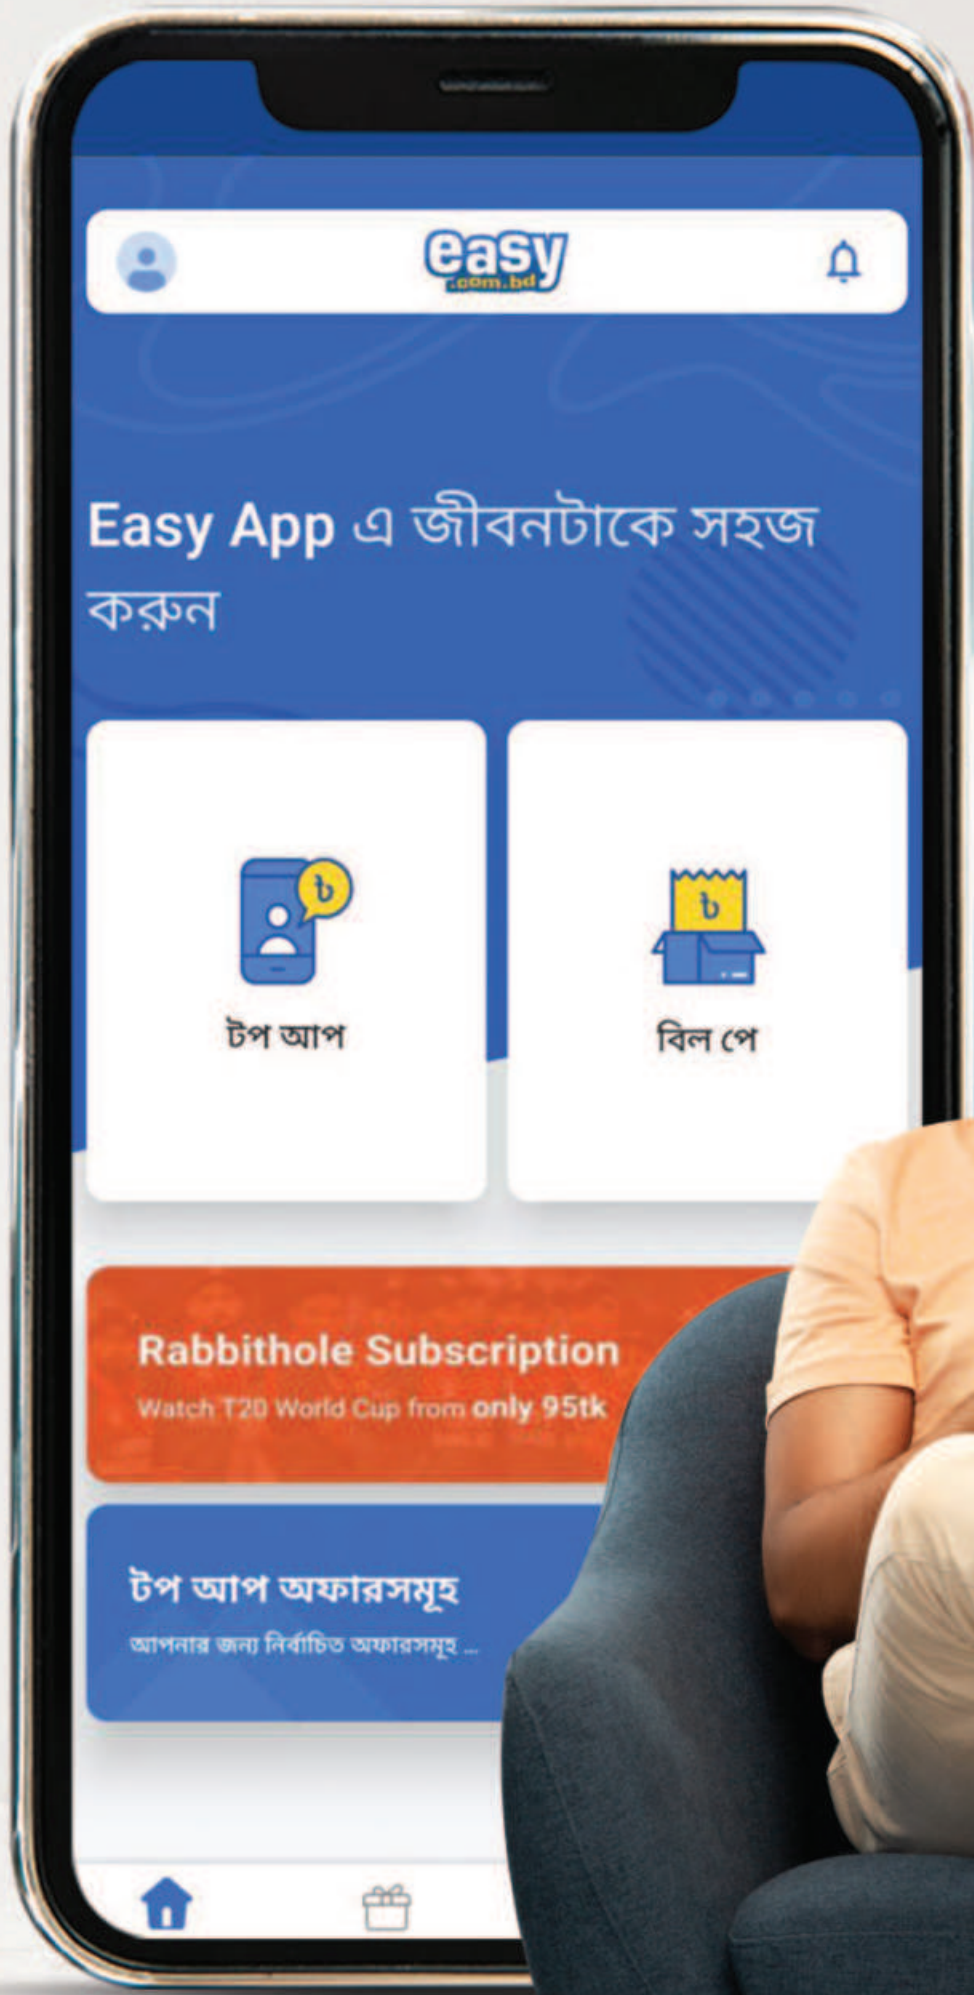 easy
.com.bd
Easy App এ জীবনটাকে সহজ
করুন
৳
৳
টপ আপ
বিল পে
Rabbithole Subscription
Watch T20 World Cup from only 95tk
টপ আপ অফারসমূহ
আপনার জন্য নির্বাচিত অফারসমূহ ...